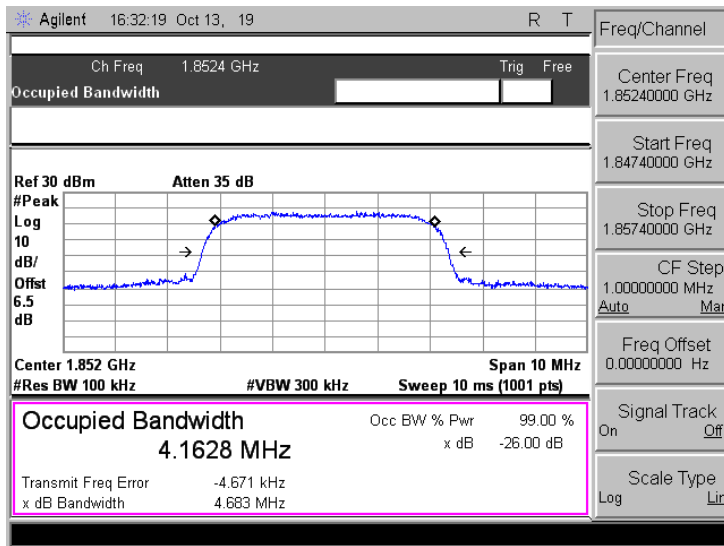 Agilent 16:32:19 Oct 13, 19 R T
Ch Freq 1.8524 GHz Trig Free
Occupied Bandwidth
Ref 30 dBm Atten 35 dB
#Peak
Log
10
dB/
Offst
6.5
dB
Center 1.852 GHz Span 10 MHz
#Res BW 100 kHz #VBW 300 kHz Sweep 10 ms (1001 pts)
Occupied Bandwidth
4.1628 MHz
Occ BW % Pwr 99.00 %
x dB -26.00 dB
Transmit Freq Error -4.671 kHz
x dB Bandwidth 4.683 MHz
Freq/Channel
Center Freq
1.85240000 GHz
Start Freq
1.84740000 GHz
Stop Freq
1.85740000 GHz
CF Step
1.00000000 MHz
Auto Man
Freq Offset
0.00000000 Hz
Signal Track
On Off
Scale Type
Log Lin